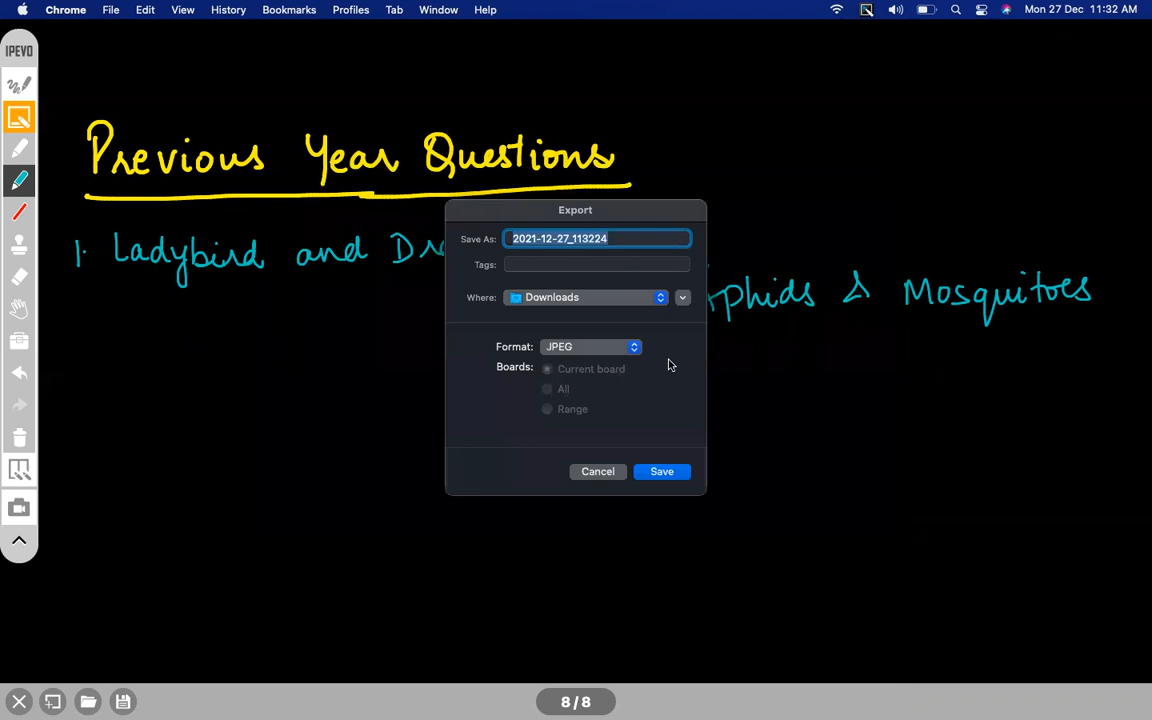 Chrome File Edit View History Bookmarks Profiles Tab Window Help Mon 27 Dec 11:32 AM
IPEVO
Previous Year Questions
1. Ladybird and
Aphids & Mosquitoes
Export
Save As: 2021-12-27_113224
Tags:
Where: Downloads
Format: JPEG
Boards: Current board
All
Range
Cancel Save
8/8